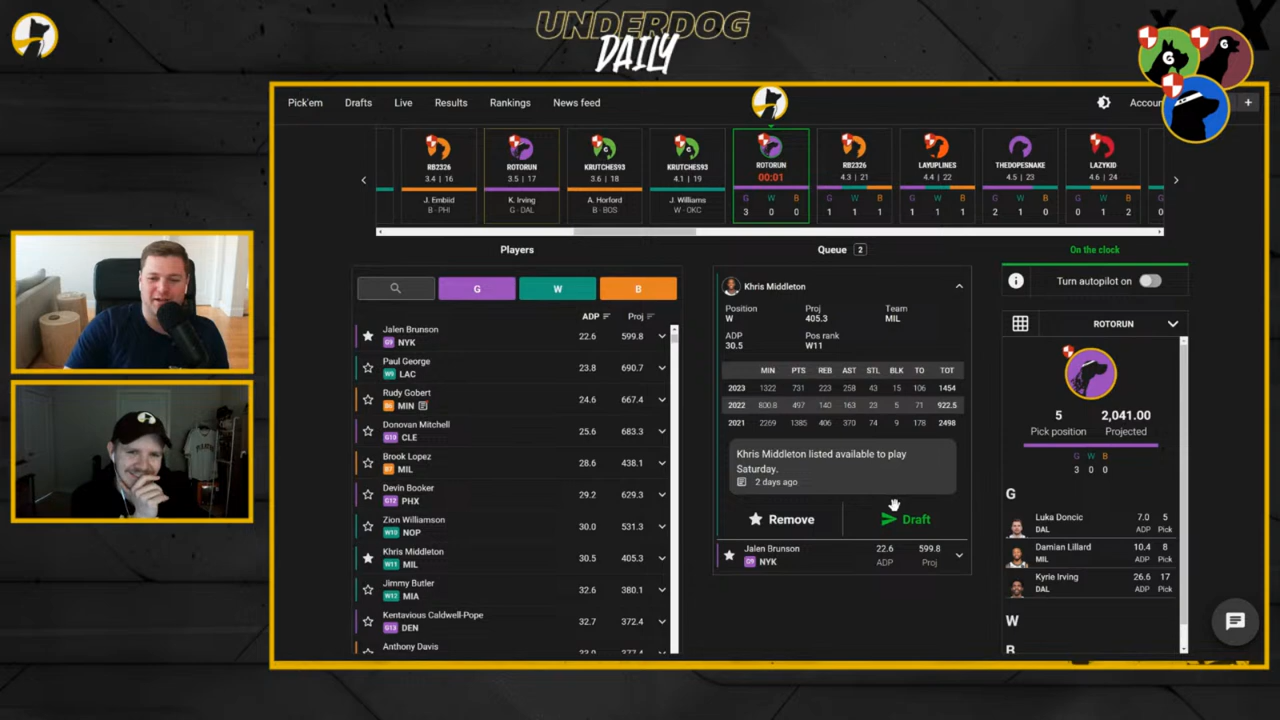 UNDERDOG
DAILY
Pick'em Drafts Live Results Rankings News feed
Accoun +
RB2326
3.4 | 16
J. Embiid
B - PHI
ROTORUN
3.5 | 17
K. Irving
G - DAL
KRUTCHES93
3.6 | 18
A. Horford
B - BOS
KRUTCHES93
4.1 | 19
J. Williams
W - OKC
ROTORUN
00:01
G W B
3 0 0
RB2326
4.3 | 21
G W B
1 1 1
LAYUPLINES
4.4 | 22
G W B
1 1 1
THEDOPESNAKE
4.5 | 23
G W B
2 1 0
LAZYKID
4.6 | 24
G W B
0 1 2
G
0
Players
G W B
ADP Proj
Jalen Brunson
G9 NYK 22.6 599.8
Paul George
W9 LAC 23.8 690.7
Rudy Gobert
B6 MIN 24.6 667.4
Donovan Mitchell
G10 CLE 25.6 683.3
Brook Lopez
B7 MIL 28.6 438.1
Devin Booker
G12 PHX 29.2 629.3
Zion Williamson
W10 NOP 30.0 531.3
Khris Middleton
W11 MIL 30.5 405.3
Jimmy Butler
W12 MIA 32.6 380.1
Kentavious Caldwell-Pope
G13 DEN 32.7 372.4
Anthony Davis
Queue 2
Khris Middleton
Position Proj Team
W 405.3 MIL
ADP Pos rank
30.5 W11
MIN PTS REB AST STL BLK TO TOT
2023 1322 731 223 258 43 15 106 1454
2022 800.8 497 140 163 23 5 71 922.5
2021 2269 1385 406 370 74 9 178 2498
Khris Middleton listed available to play
Saturday.
2 days ago
Remove Draft
Jalen Brunson 22.6 599.8
G9 NYK ADP Proj
On the clock
Turn autopilot on
ROTORUN
5 2,041.00
Pick position Projected
G W B
3 0 0
G
Luka Doncic 7.0 5
DAL ADP Pick
Damian Lillard 10.4 8
MIL ADP Pick
Kyrie Irving 26.6 17
DAL ADP Pick
W
B